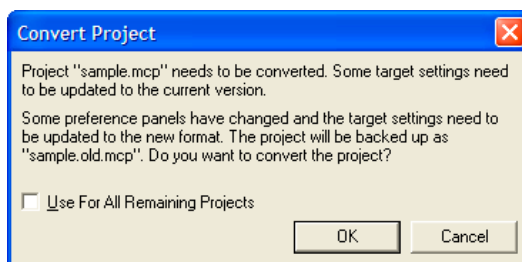 Convert Project
Project "sample.mcp" needs to be converted. Some target settings need
to be updated to the current version.
Some preference panels have changed and the target settings need to
be updated to the new format. The project will be backed up as
"sample.old.mcp". Do you want to convert the project?
Use For All Remaining Projects
OK Cancel